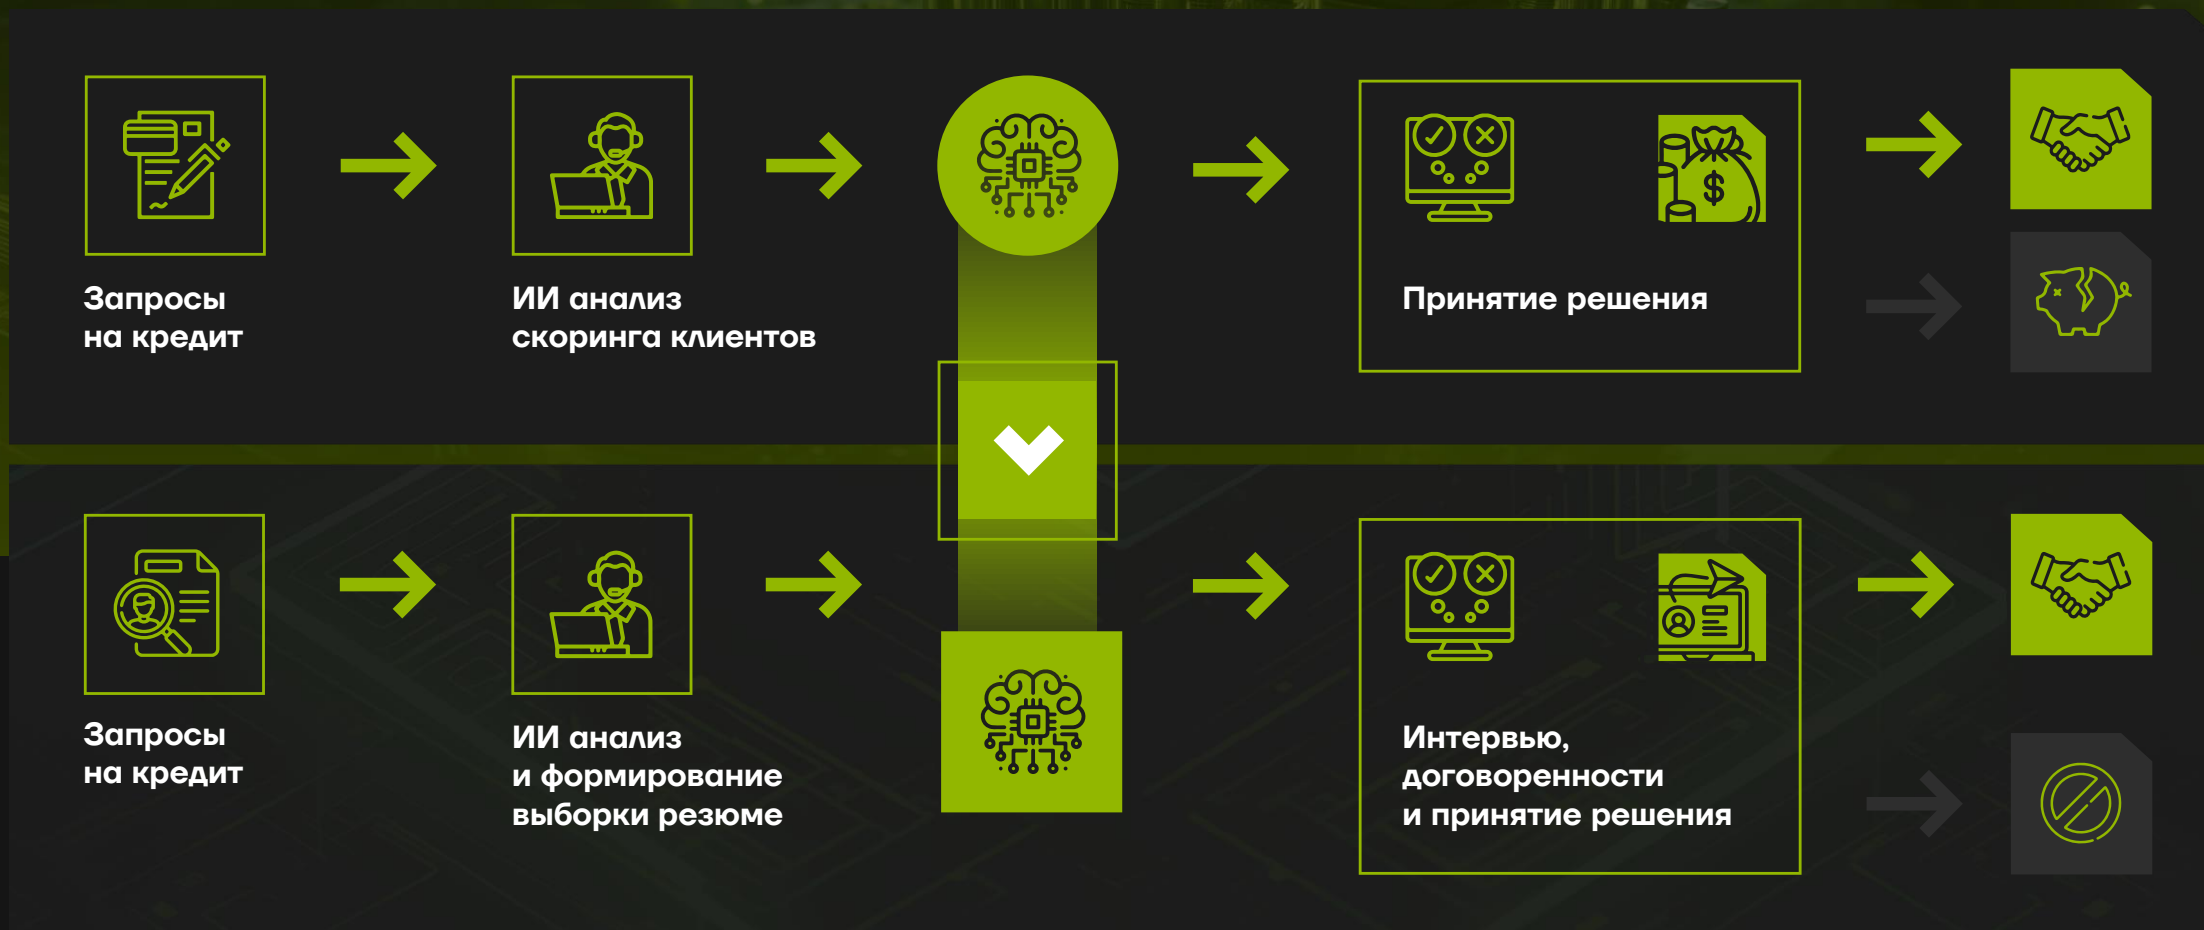 Запросы
на кредит
ИИ анализ
скоринга клиентов
Принятие решения
Запросы
на кредит
ИИ анализ
и формирование
выборки резюме
Интервью,
договоренности
и принятие решения